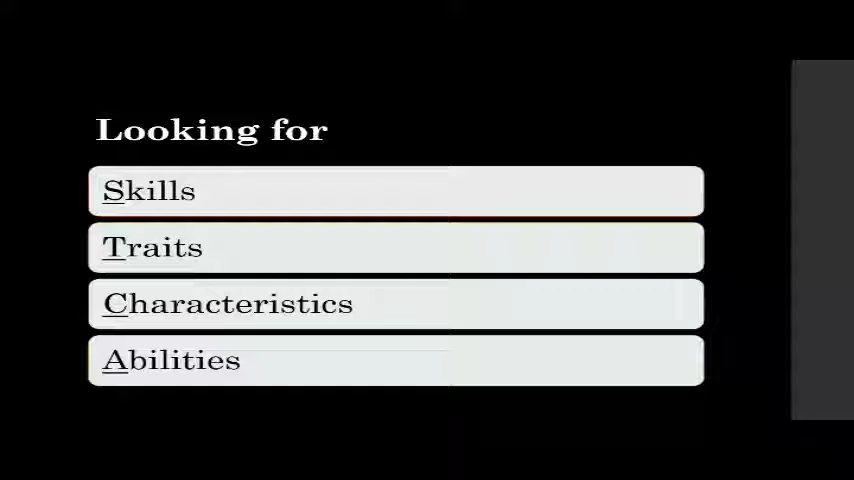 Looking for
Skills
Traits
Characteristics
Abilities